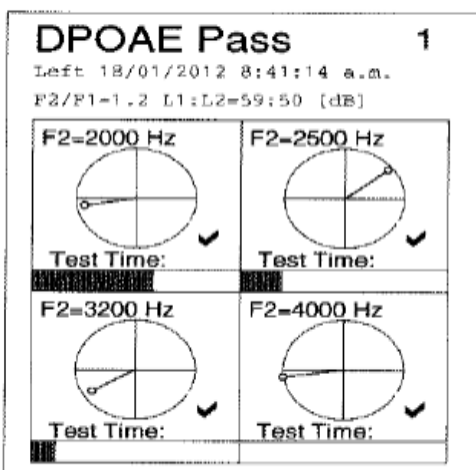 DPOAE Pass 1
Left 18/01/2012 8:41:14 a.m.
F2/F1=1.2 L1:L2=59:50 [dB]
F2=2000 Hz F2=2500 Hz
Test Time: Test Time:
F2=3200 Hz F2=4000 Hz
Test Time: Test Time: